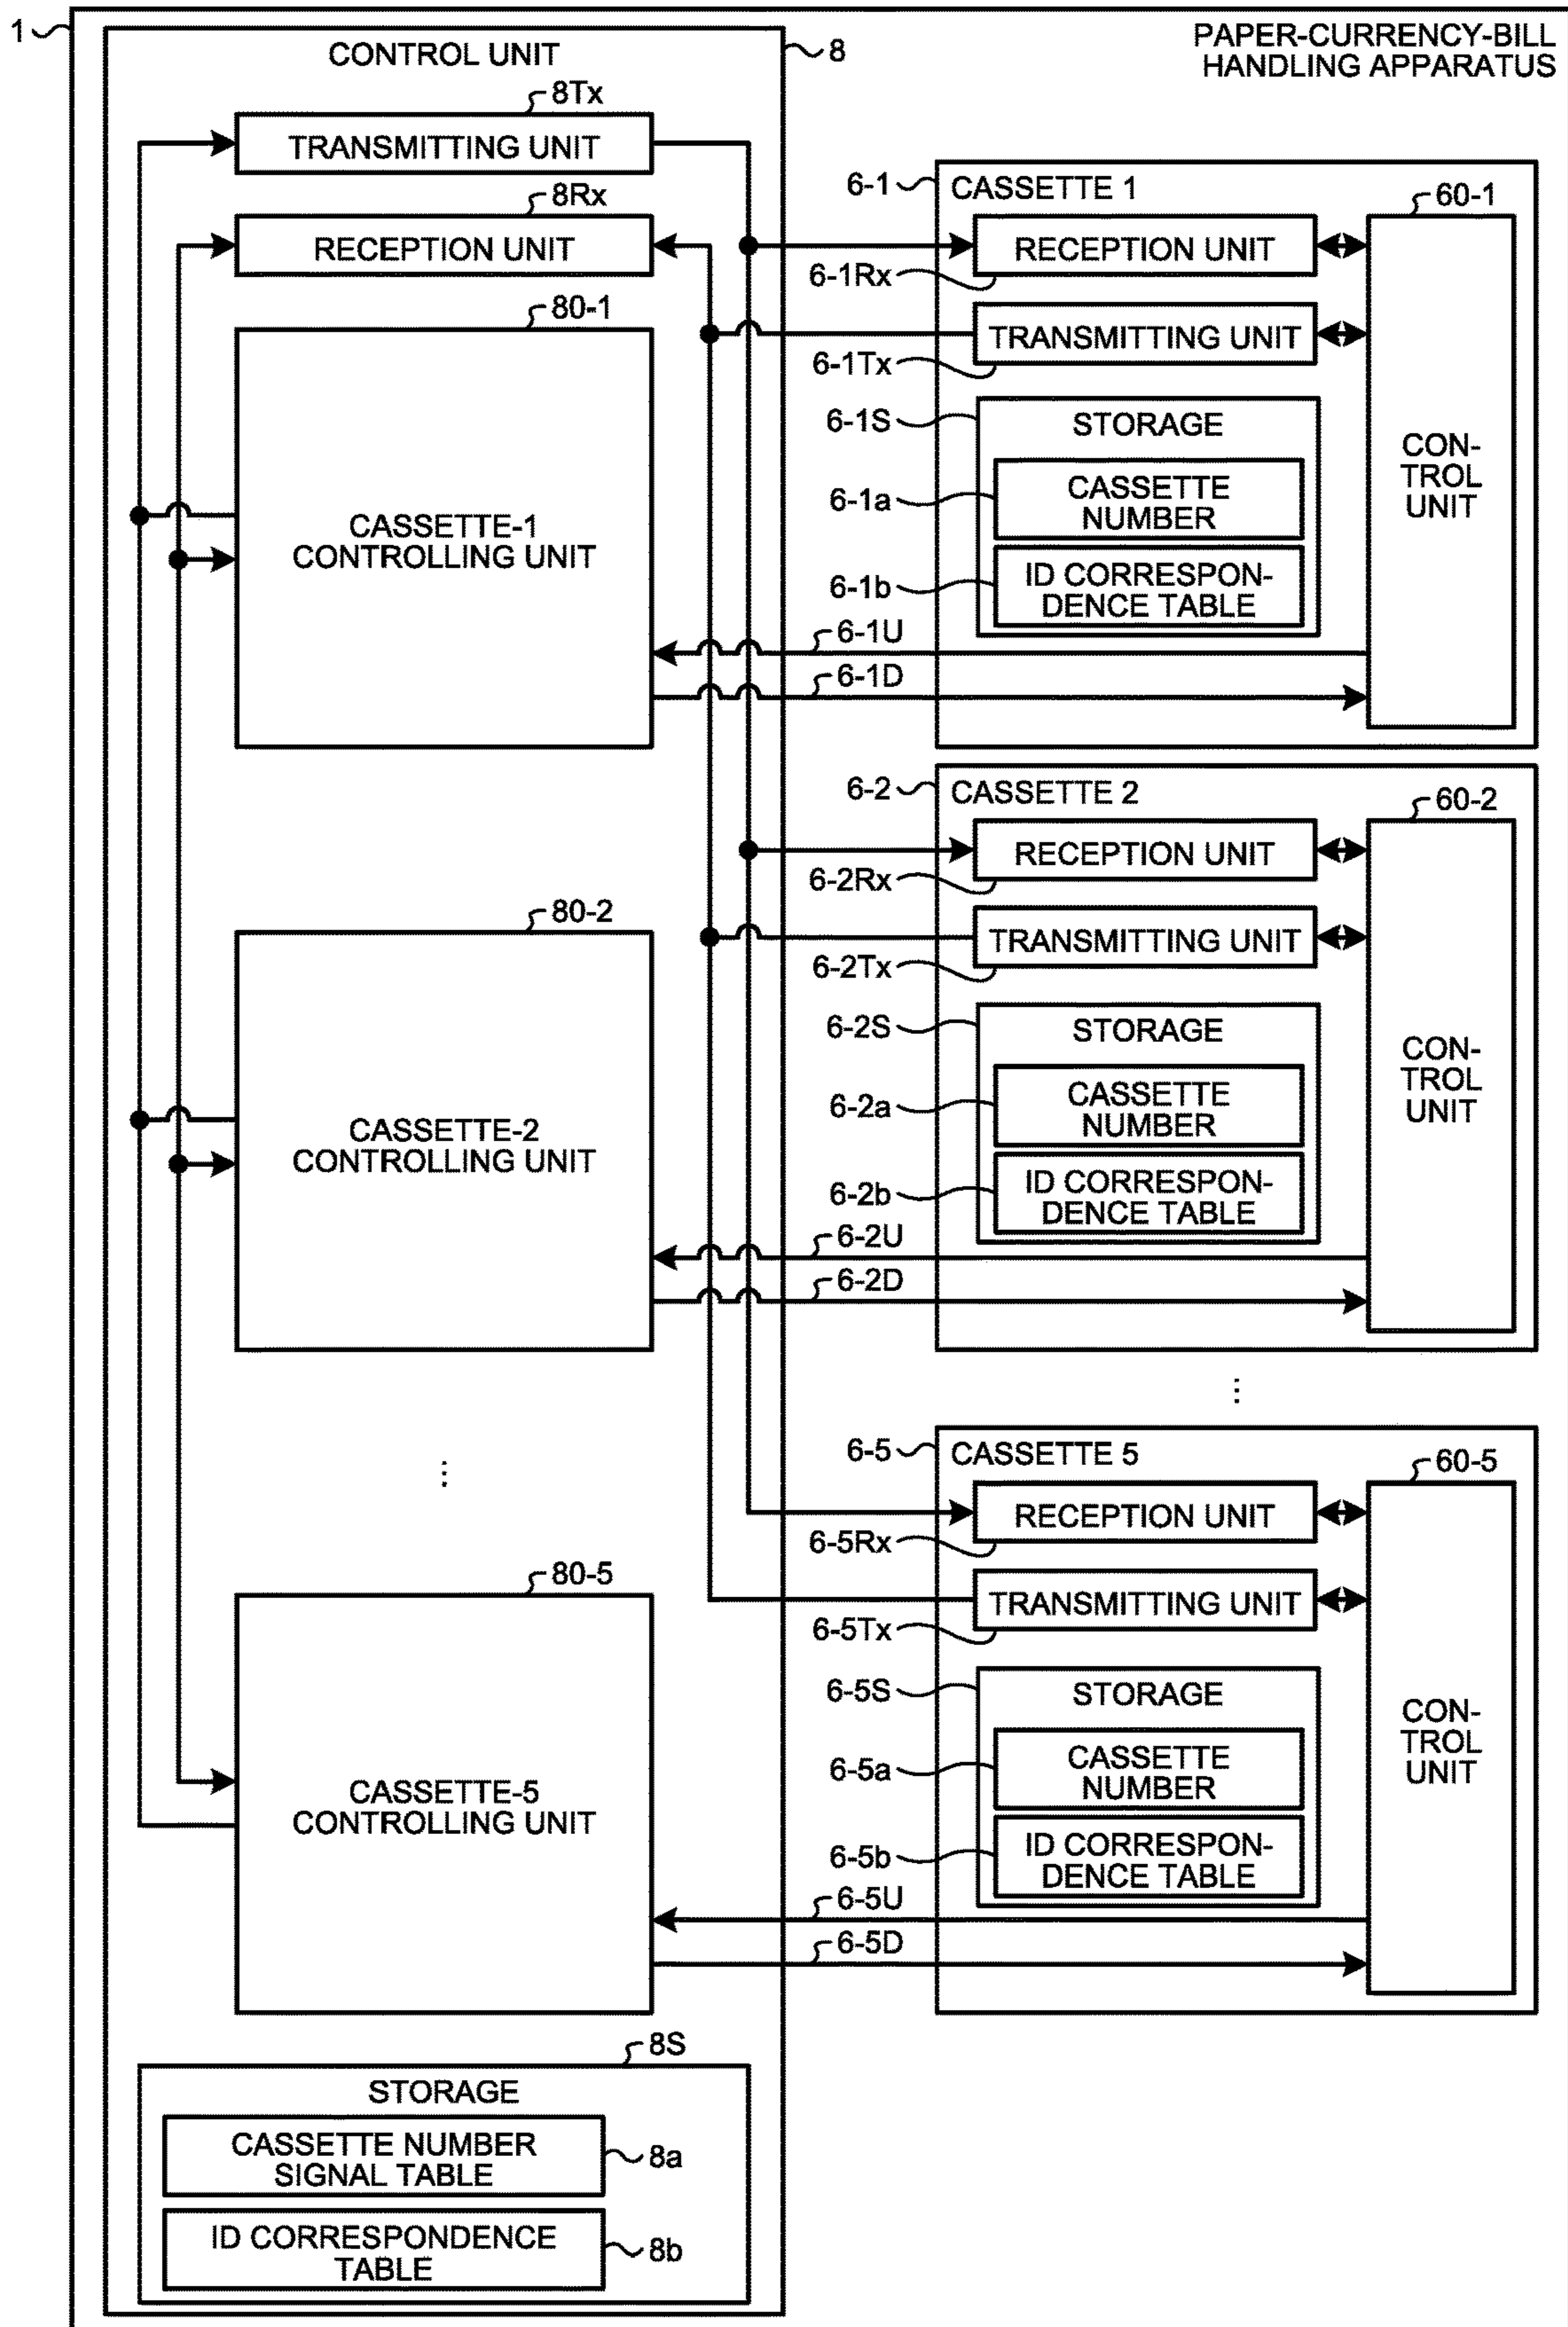 1
PAPER-CURRENCY-BILL
HANDLING APPARATUS
CONTROL UNIT
8
8Tx
TRANSMITTING UNIT
8Rx
RECEPTION UNIT
80-1
CASSETTE-1
CONTROLLING UNIT
6-1
CASSETTE 1
60-1
RECEPTION UNIT
6-1Rx
TRANSMITTING UNIT
6-1Tx
6-1S
STORAGE
6-1a
CASSETTE
NUMBER
6-1b
ID CORRESPON-
DENCE TABLE
CON-
TROL
UNIT
6-1U
6-1D
80-2
CASSETTE-2
CONTROLLING UNIT
6-2
CASSETTE 2
60-2
RECEPTION UNIT
6-2Rx
TRANSMITTING UNIT
6-2Tx
6-2S
STORAGE
6-2a
CASSETTE
NUMBER
6-2b
ID CORRESPON-
DENCE TABLE
CON-
TROL
UNIT
6-2U
6-2D
⋮
⋮
80-5
CASSETTE-5
CONTROLLING UNIT
6-5
CASSETTE 5
60-5
RECEPTION UNIT
6-5Rx
TRANSMITTING UNIT
6-5Tx
6-5S
STORAGE
6-5a
CASSETTE
NUMBER
6-5b
ID CORRESPON-
DENCE TABLE
CON-
TROL
UNIT
6-5U
6-5D
8S
STORAGE
CASSETTE NUMBER
SIGNAL TABLE
8a
ID CORRESPONDENCE
TABLE
8b